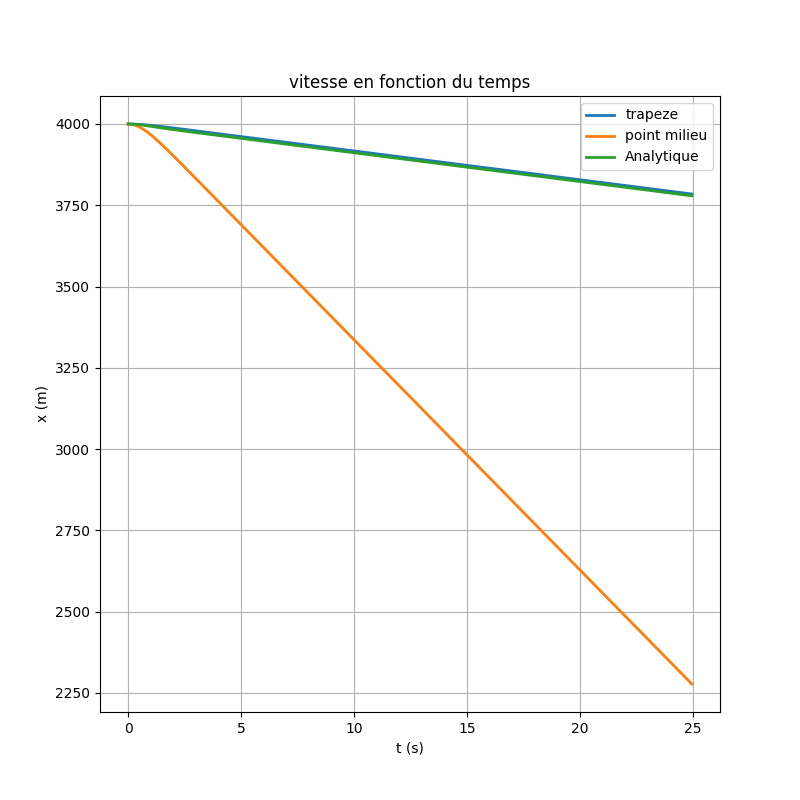 vitesse en fonction du temps
trapeze
point milieu
Analytique
4000
3750
3500
3250
3000
2750
2500
2250
x (m)
0 5 10 15 20 25
t (s)